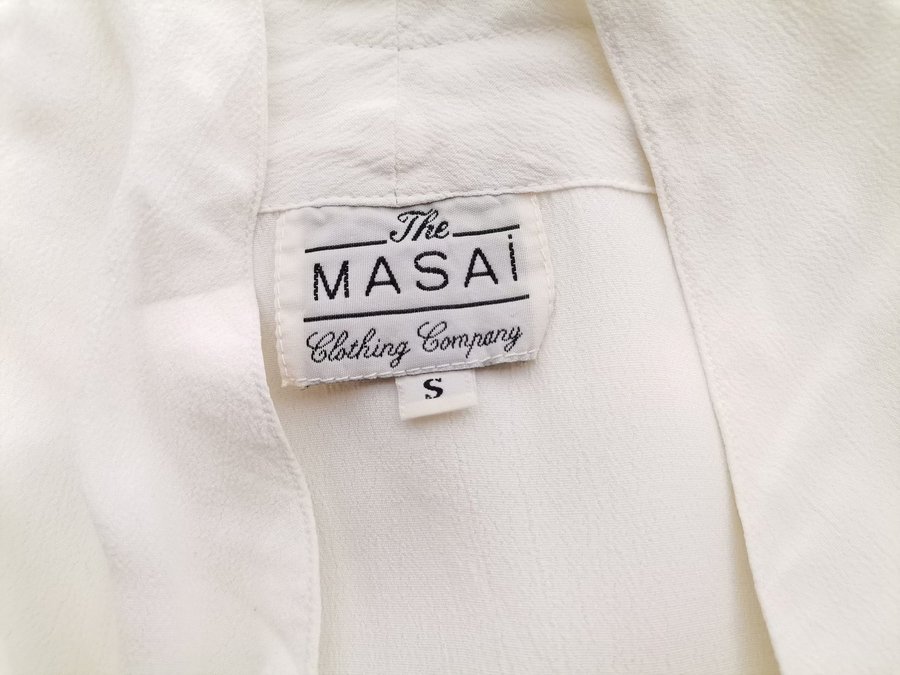 The
MASAi
Clothing Company
S